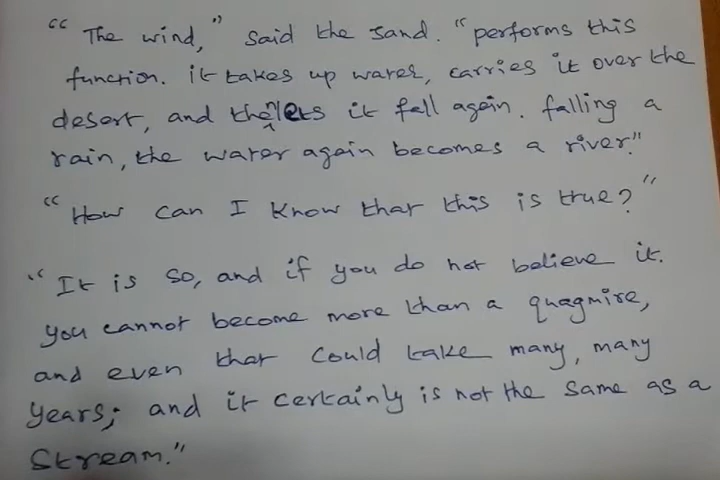 “The wind,” said the sand. “performs this
function. it takes up water, carries it over the
desert, and then lets it fell again. falling a
rain, the water again becomes a river."
“How can I know that this is true?”
“It is so, and if you do not believe it.
you cannot become more than a quagmire,
and even that could take many, many
years; and it certainly is not the same as a
stream.”